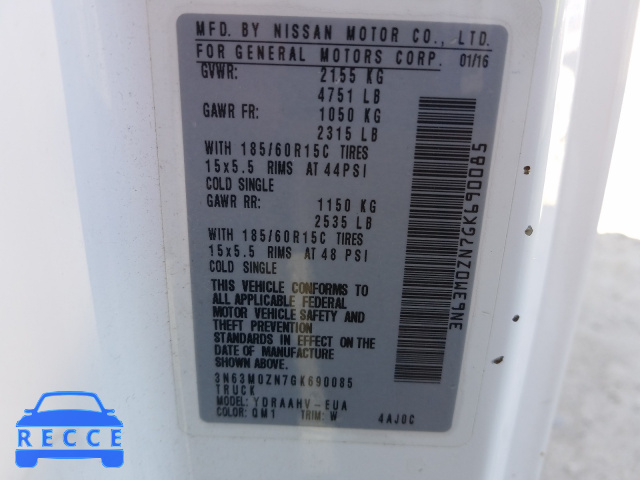 MFD. BY NISSAN MOTOR CO., LTD.
FOR GENERAL MOTORS CORP. 01/16
GVWR: 2155 KG
4751 LB
GAWR FR: 1050 KG
2315 LB
WITH 185/60R15C TIRES
15x5.5 RIMS AT 44PSI
COLD SINGLE
GAWR RR: 1150 KG
2535 LB
WITH 185/60R15C TIRES
15x5.5 RIMS AT 48 PSI
COLD SINGLE
THIS VEHICLE CONFORMS TO
ALL APPLICABLE FEDERAL
MOTOR VEHICLE SAFETY AND
THEFT PREVENTION
STANDARDS IN EFFECT ON THE
DATE OF MANUFACTURE
SHOWN ABOVE.
3N63M0ZN7GK690085
TRUCK
MODEL: YDRAAHV-EUA
COLOR: QM1 TRIM: W 4AJ0C
3N63M0ZN7GK690085
RECCE